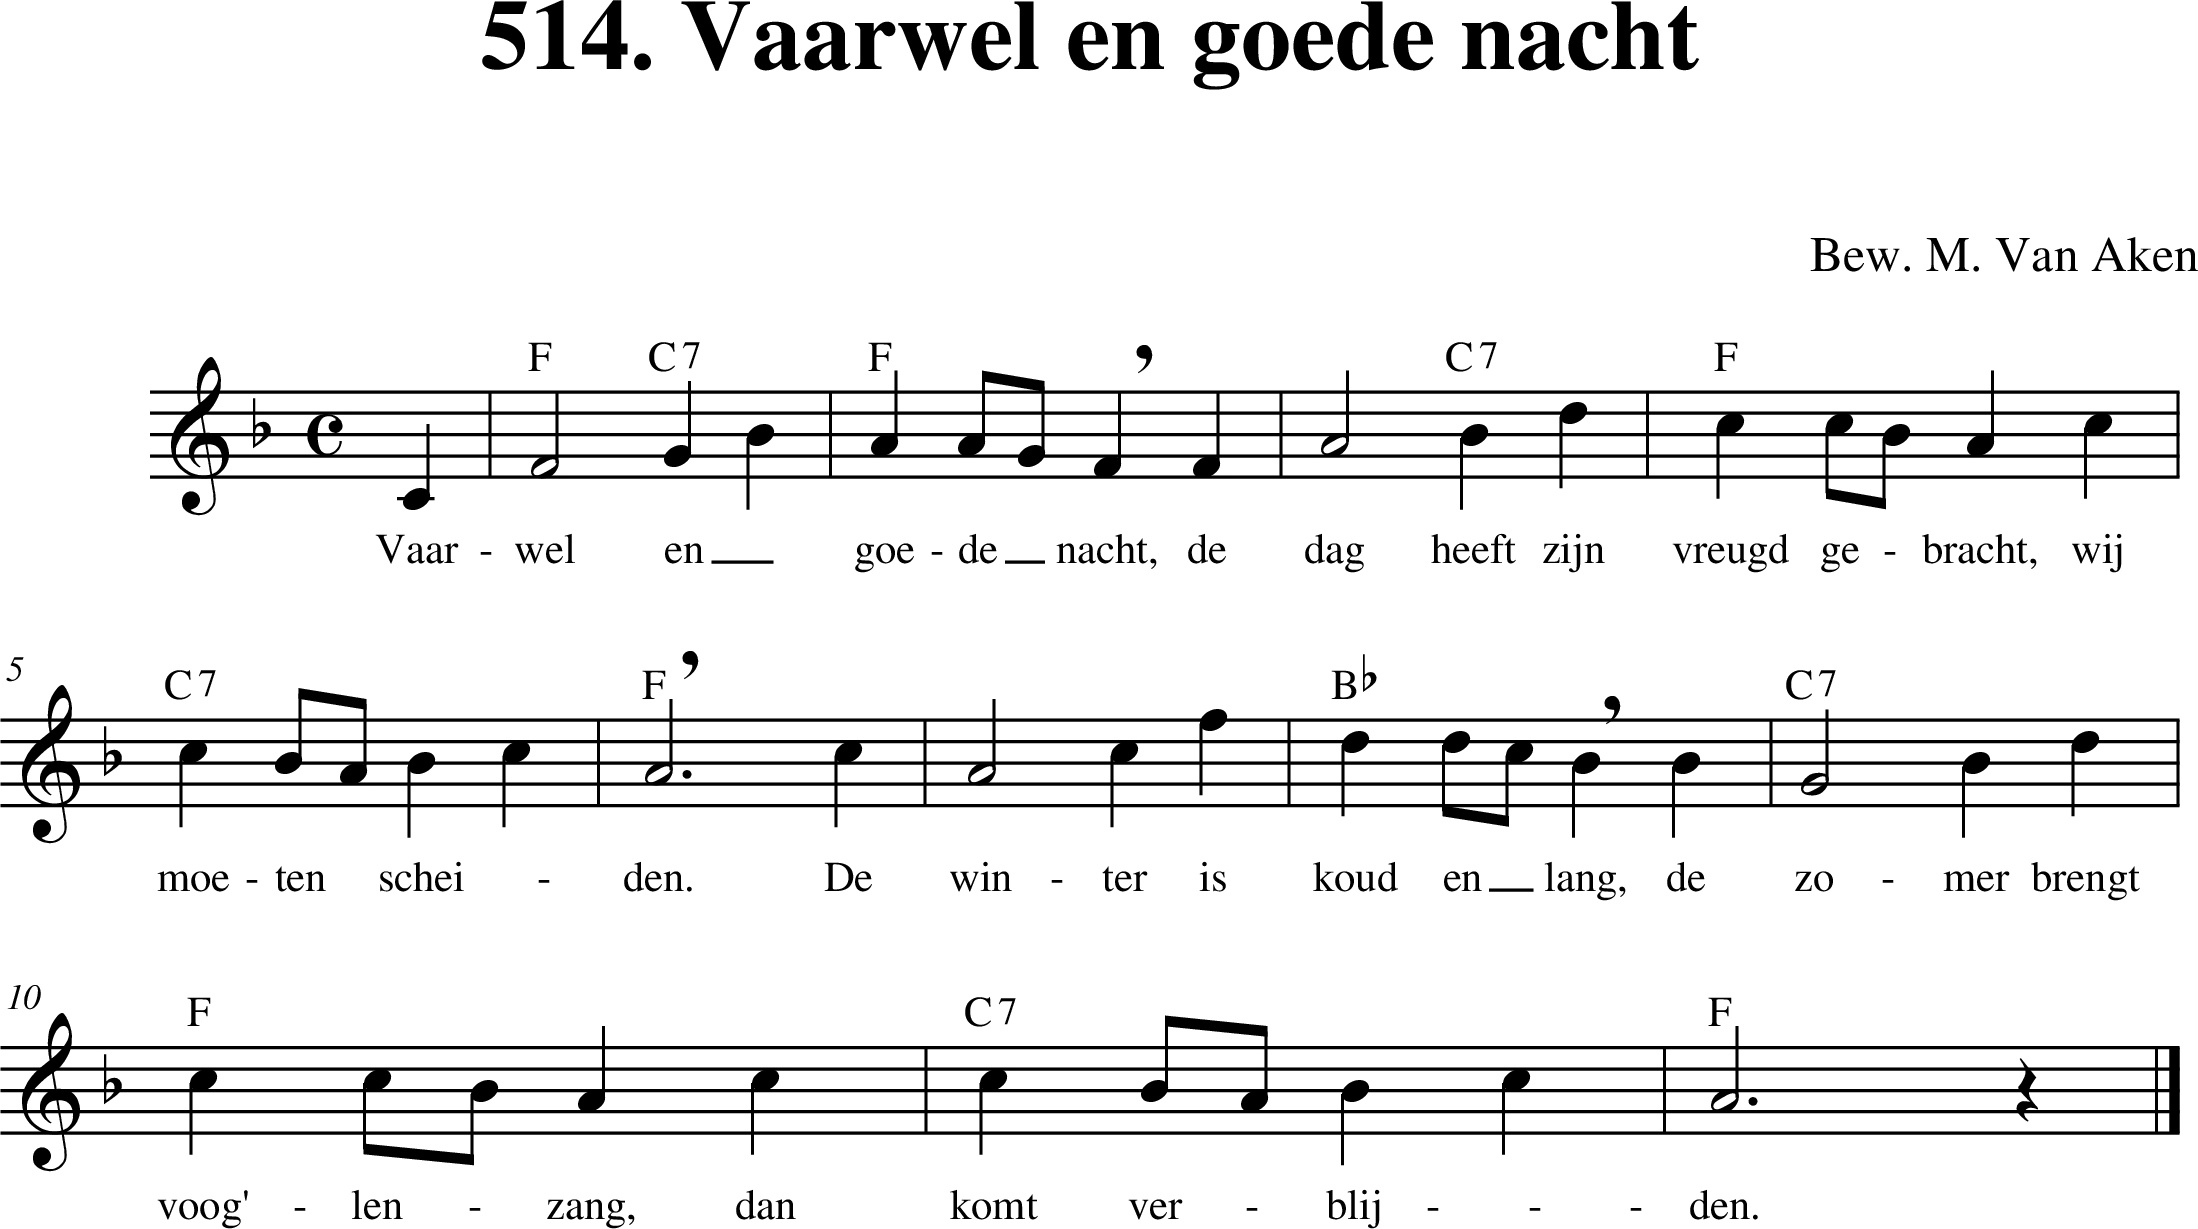 514. Vaarwel en goede nacht
Bew. M. Van Aken
F C7 F C7 F
Vaar - wel en goe - de nacht, de dag heeft zijn vreugd ge - bracht, wij
5
C7 F B♭ C7
moe - ten schei - den. De win - ter is koud en lang, de zo - mer brengt
10
F C7 F
voog' - len - zang, dan komt ver - blij - - - den.